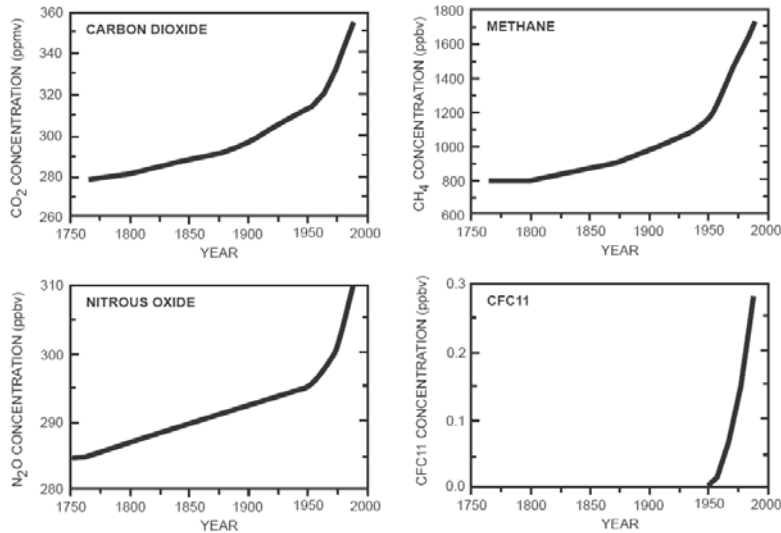 CARBON DIOXIDE
CO2 CONCENTRATION (ppmv)
360
340
320
300
280
260
1750 1800 1850 1900 1950 2000
YEAR
METHANE
CH4 CONCENTRATION (ppbv)
1800
1600
1400
1200
1000
800
600
1750 1800 1850 1900 1950 2000
YEAR
NITROUS OXIDE
N2O CONCENTRATION (ppbv)
310
300
290
280
1750 1800 1850 1900 1950 2000
YEAR
CFC11
CFC11 CONCENTRATION (ppbv)
0.3
0.2
0.1
0.0
1750 1800 1850 1900 1950 2000
YEAR